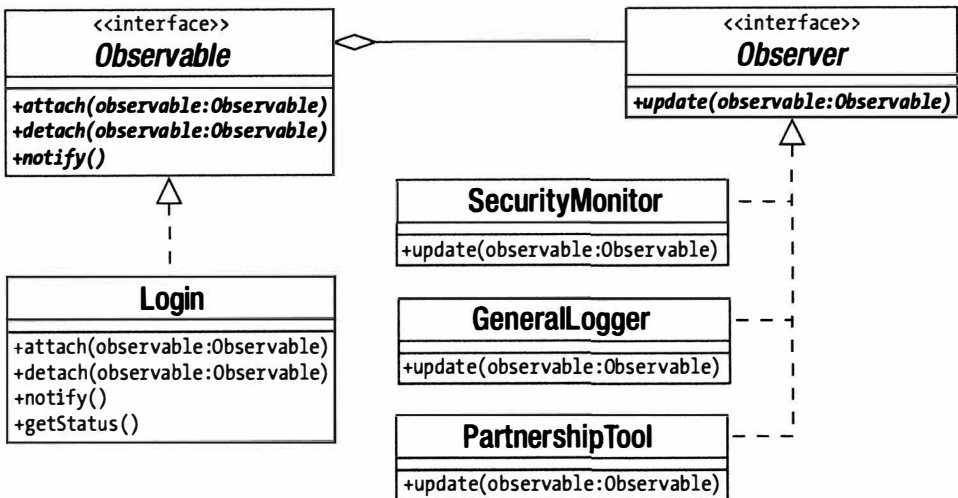 <<interface>>
Observable
+attach(observable:Observable)
+detach(observable:Observable)
+notify()
<<interface>>
Observer
+update(observable:Observable)
SecurityMonitor
+update(observable:Observable)
Login
+attach(observable:Observable)
+detach(observable:Observable)
+notify()
+getStatus()
GeneralLogger
+update(observable:Observable)
PartnershipTool
+update(observable:Observable)